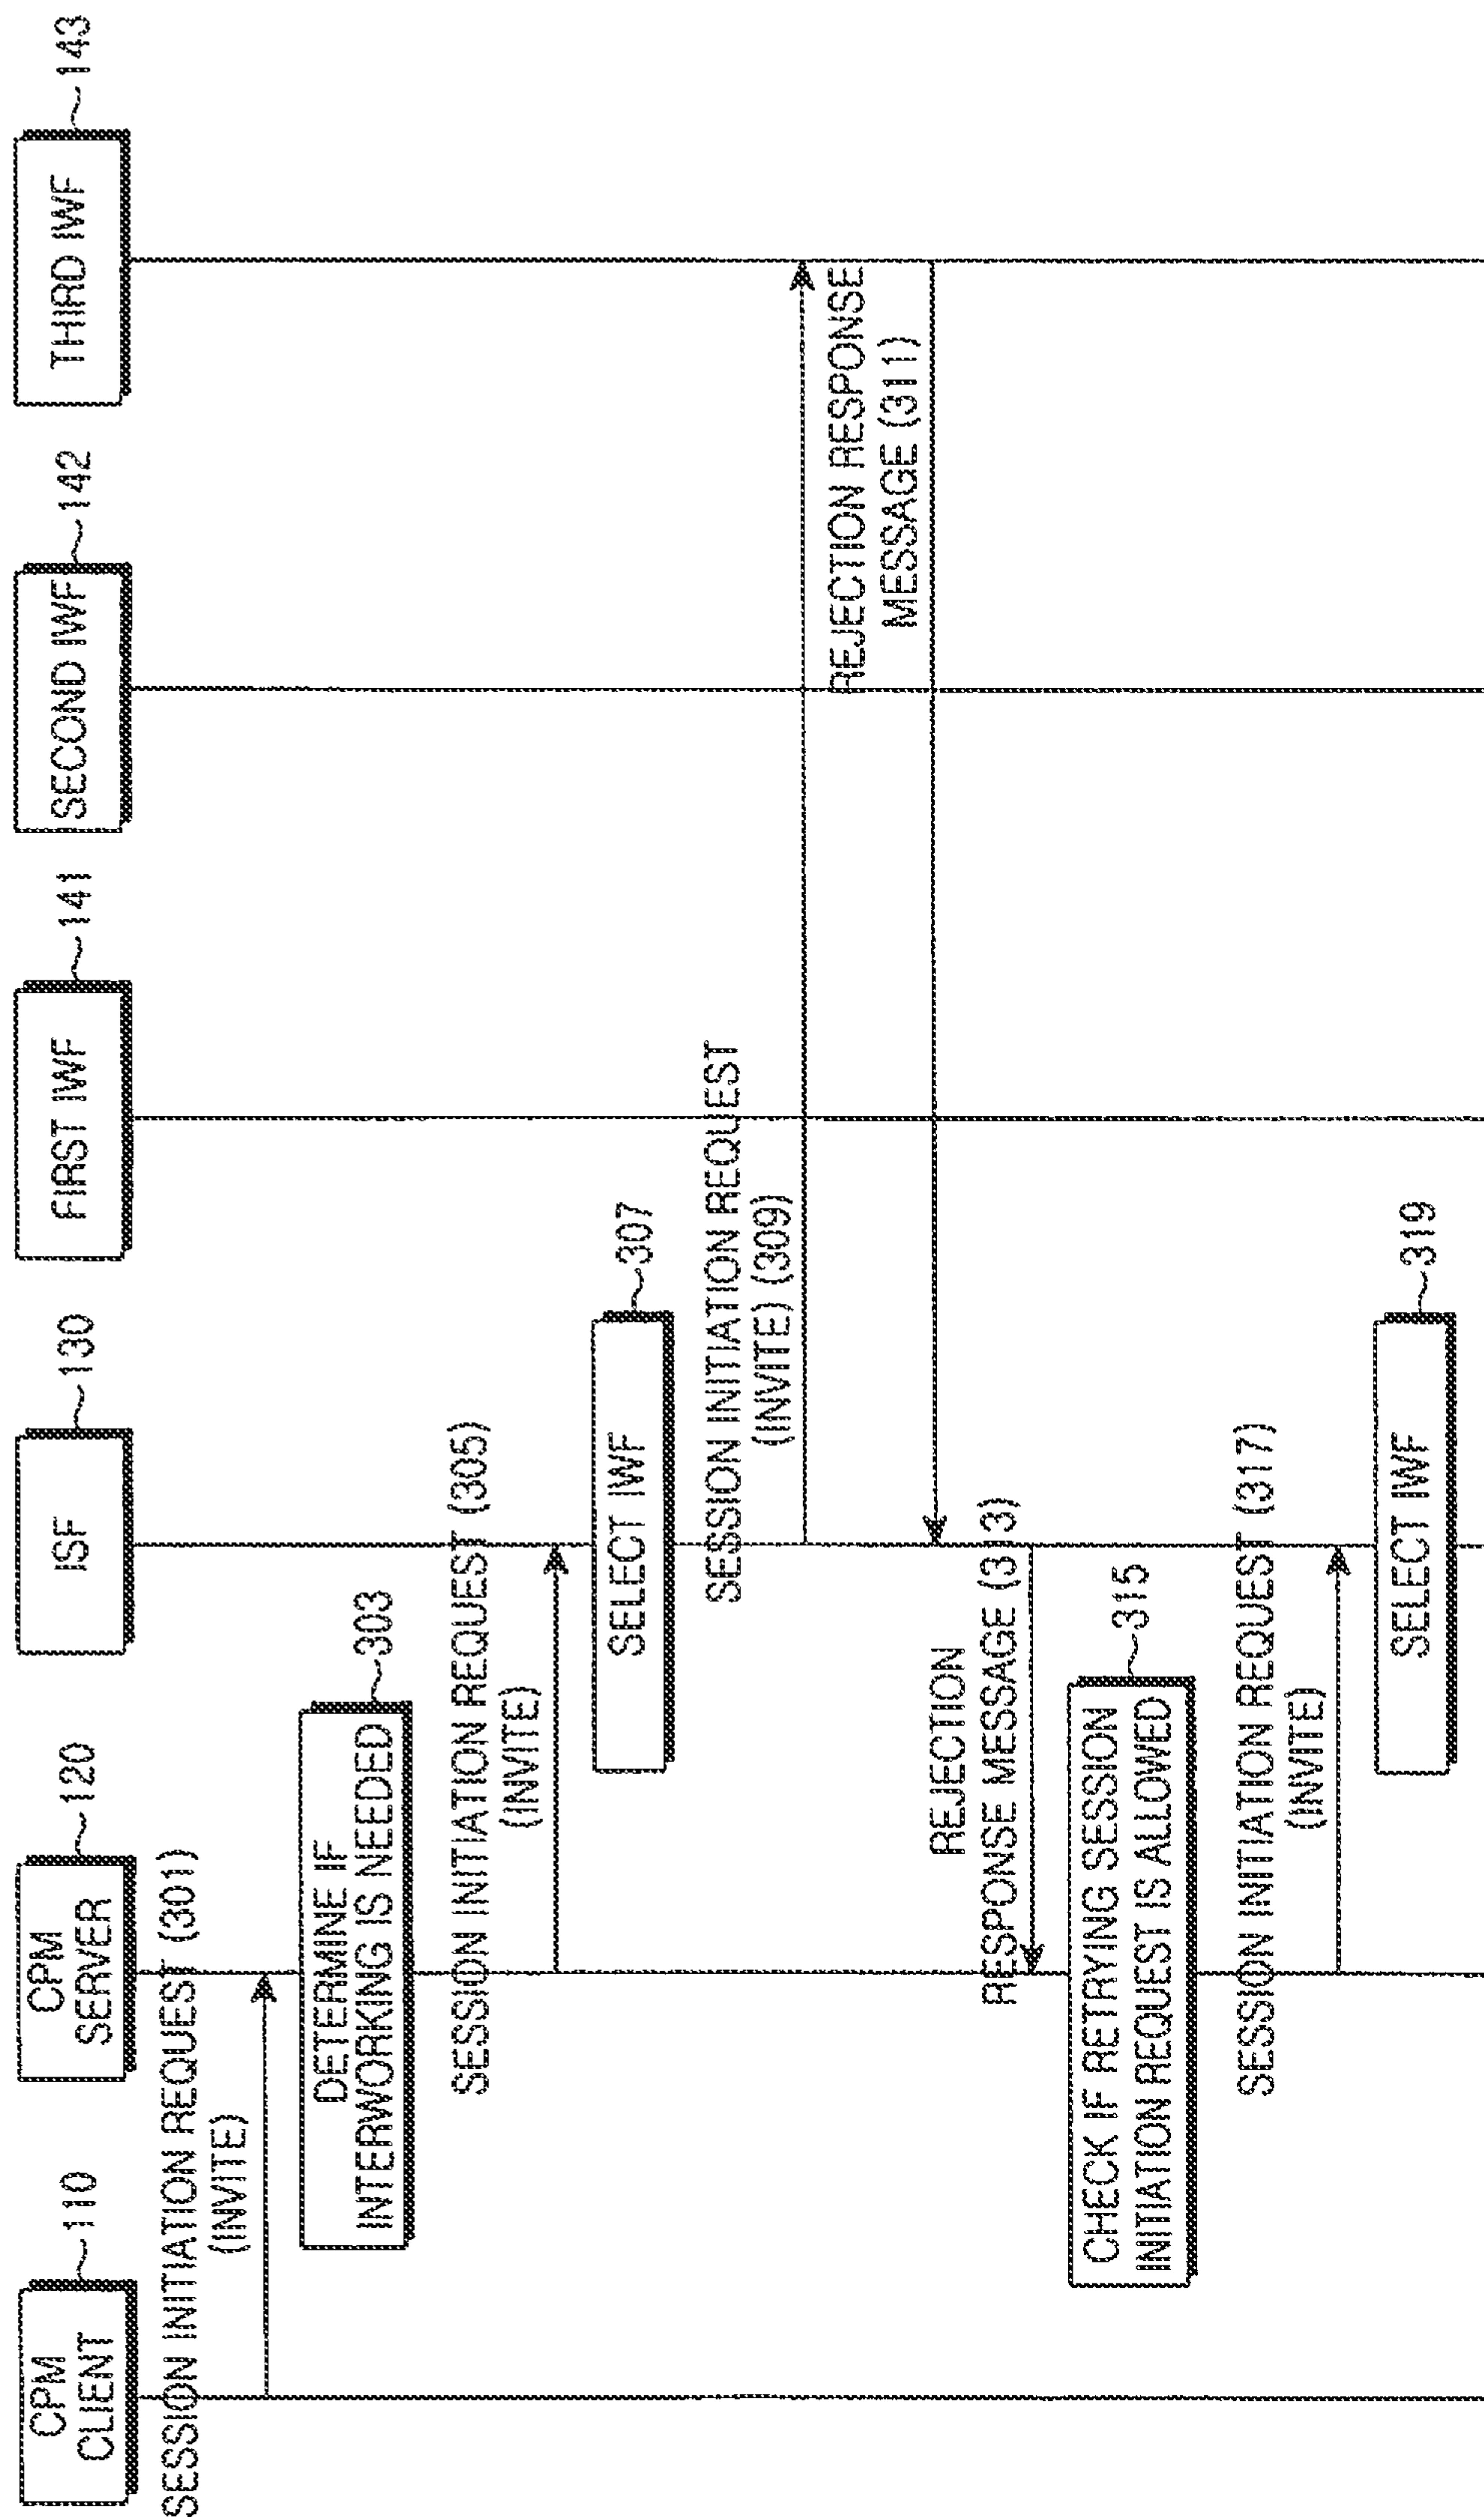 CPM
CLIENT
110
CPM
SERVER
120
ISF
130
FIRST IWF
141
SECOND IWF
142
THIRD IWF
143
SESSION INITIATION REQUEST (301)
(INVITE)
DETERMINE IF
INTERWORKING IS NEEDED
303
SESSION INITIATION REQUEST (305)
(INVITE)
SELECT IWF
307
SESSION INITIATION REQUEST
(INVITE) (309)
REJECTION RESPONSE
MESSAGE (311)
REJECTION
RESPONSE MESSAGE (313)
CHECK IF RETRYING SESSION
INITIATION REQUEST IS ALLOWED
315
SESSION INITIATION REQUEST (317)
(INVITE)
SELECT IWF
319